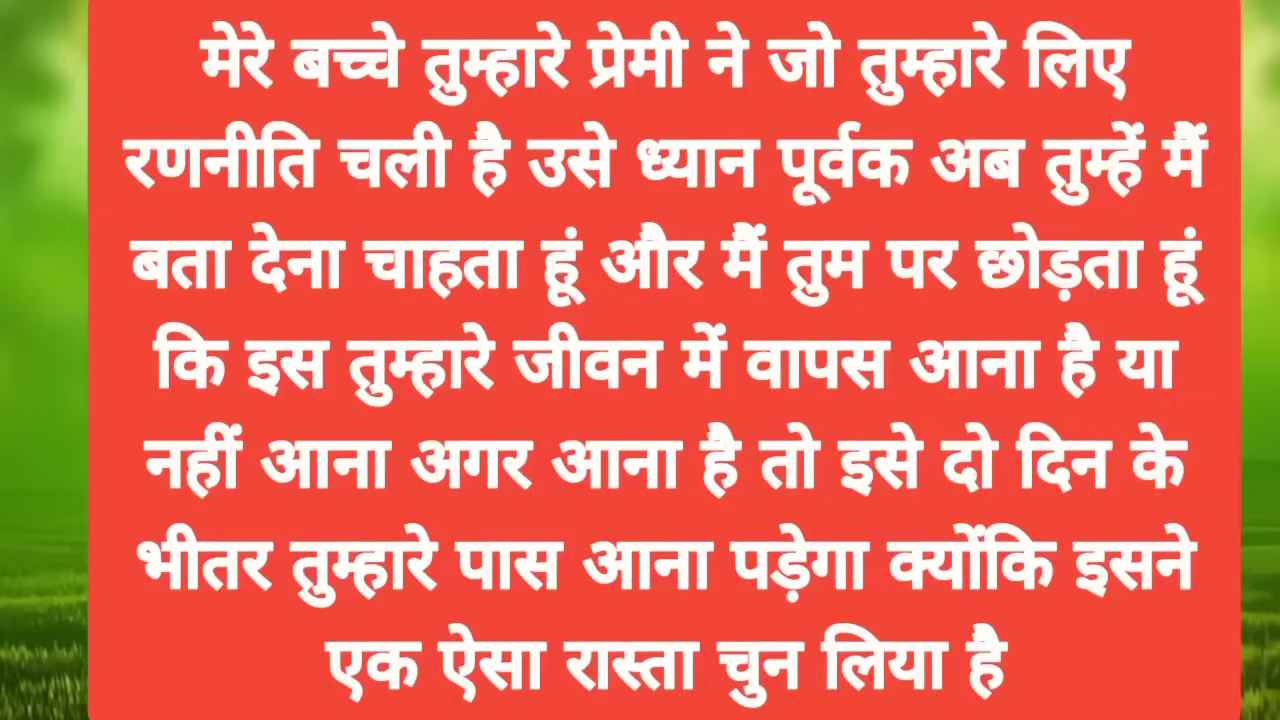 मेरे बच्चे तुम्हारे प्रेमी ने जो तुम्हारे लिए
रणनीति चली है उसे ध्यान पूर्वक अब तुम्हें मैं
बता देना चाहता हूं और मैं तुम पर छोड़ता हूं
कि इस तुम्हारे जीवन में वापस आना है या
नहीं आना अगर आना है तो इसे दो दिन के
भीतर तुम्हारे पास आना पड़ेगा क्योंकि इसने
एक ऐसा रास्ता चुन लिया है